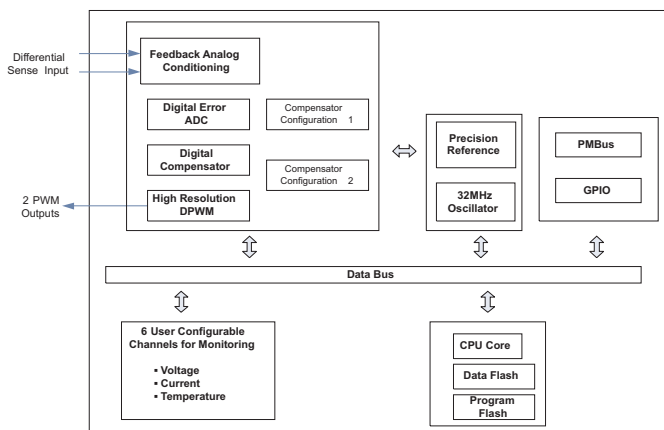 Differential
Sense Input
Feedback Analog
Conditioning
Digital Error
ADC
Compensator
Configuration 1
Digital
Compensator
Compensator
Configuration 2
2 PWM
Outputs
High Resolution
DPWM
Precision
Reference
32MHz
Oscillator
PMBus
GPIO
Data Bus
6 User Configurable
Channels for Monitoring
▪ Voltage
▪ Current
▪ Temperature
CPU Core
Data Flash
Program
Flash